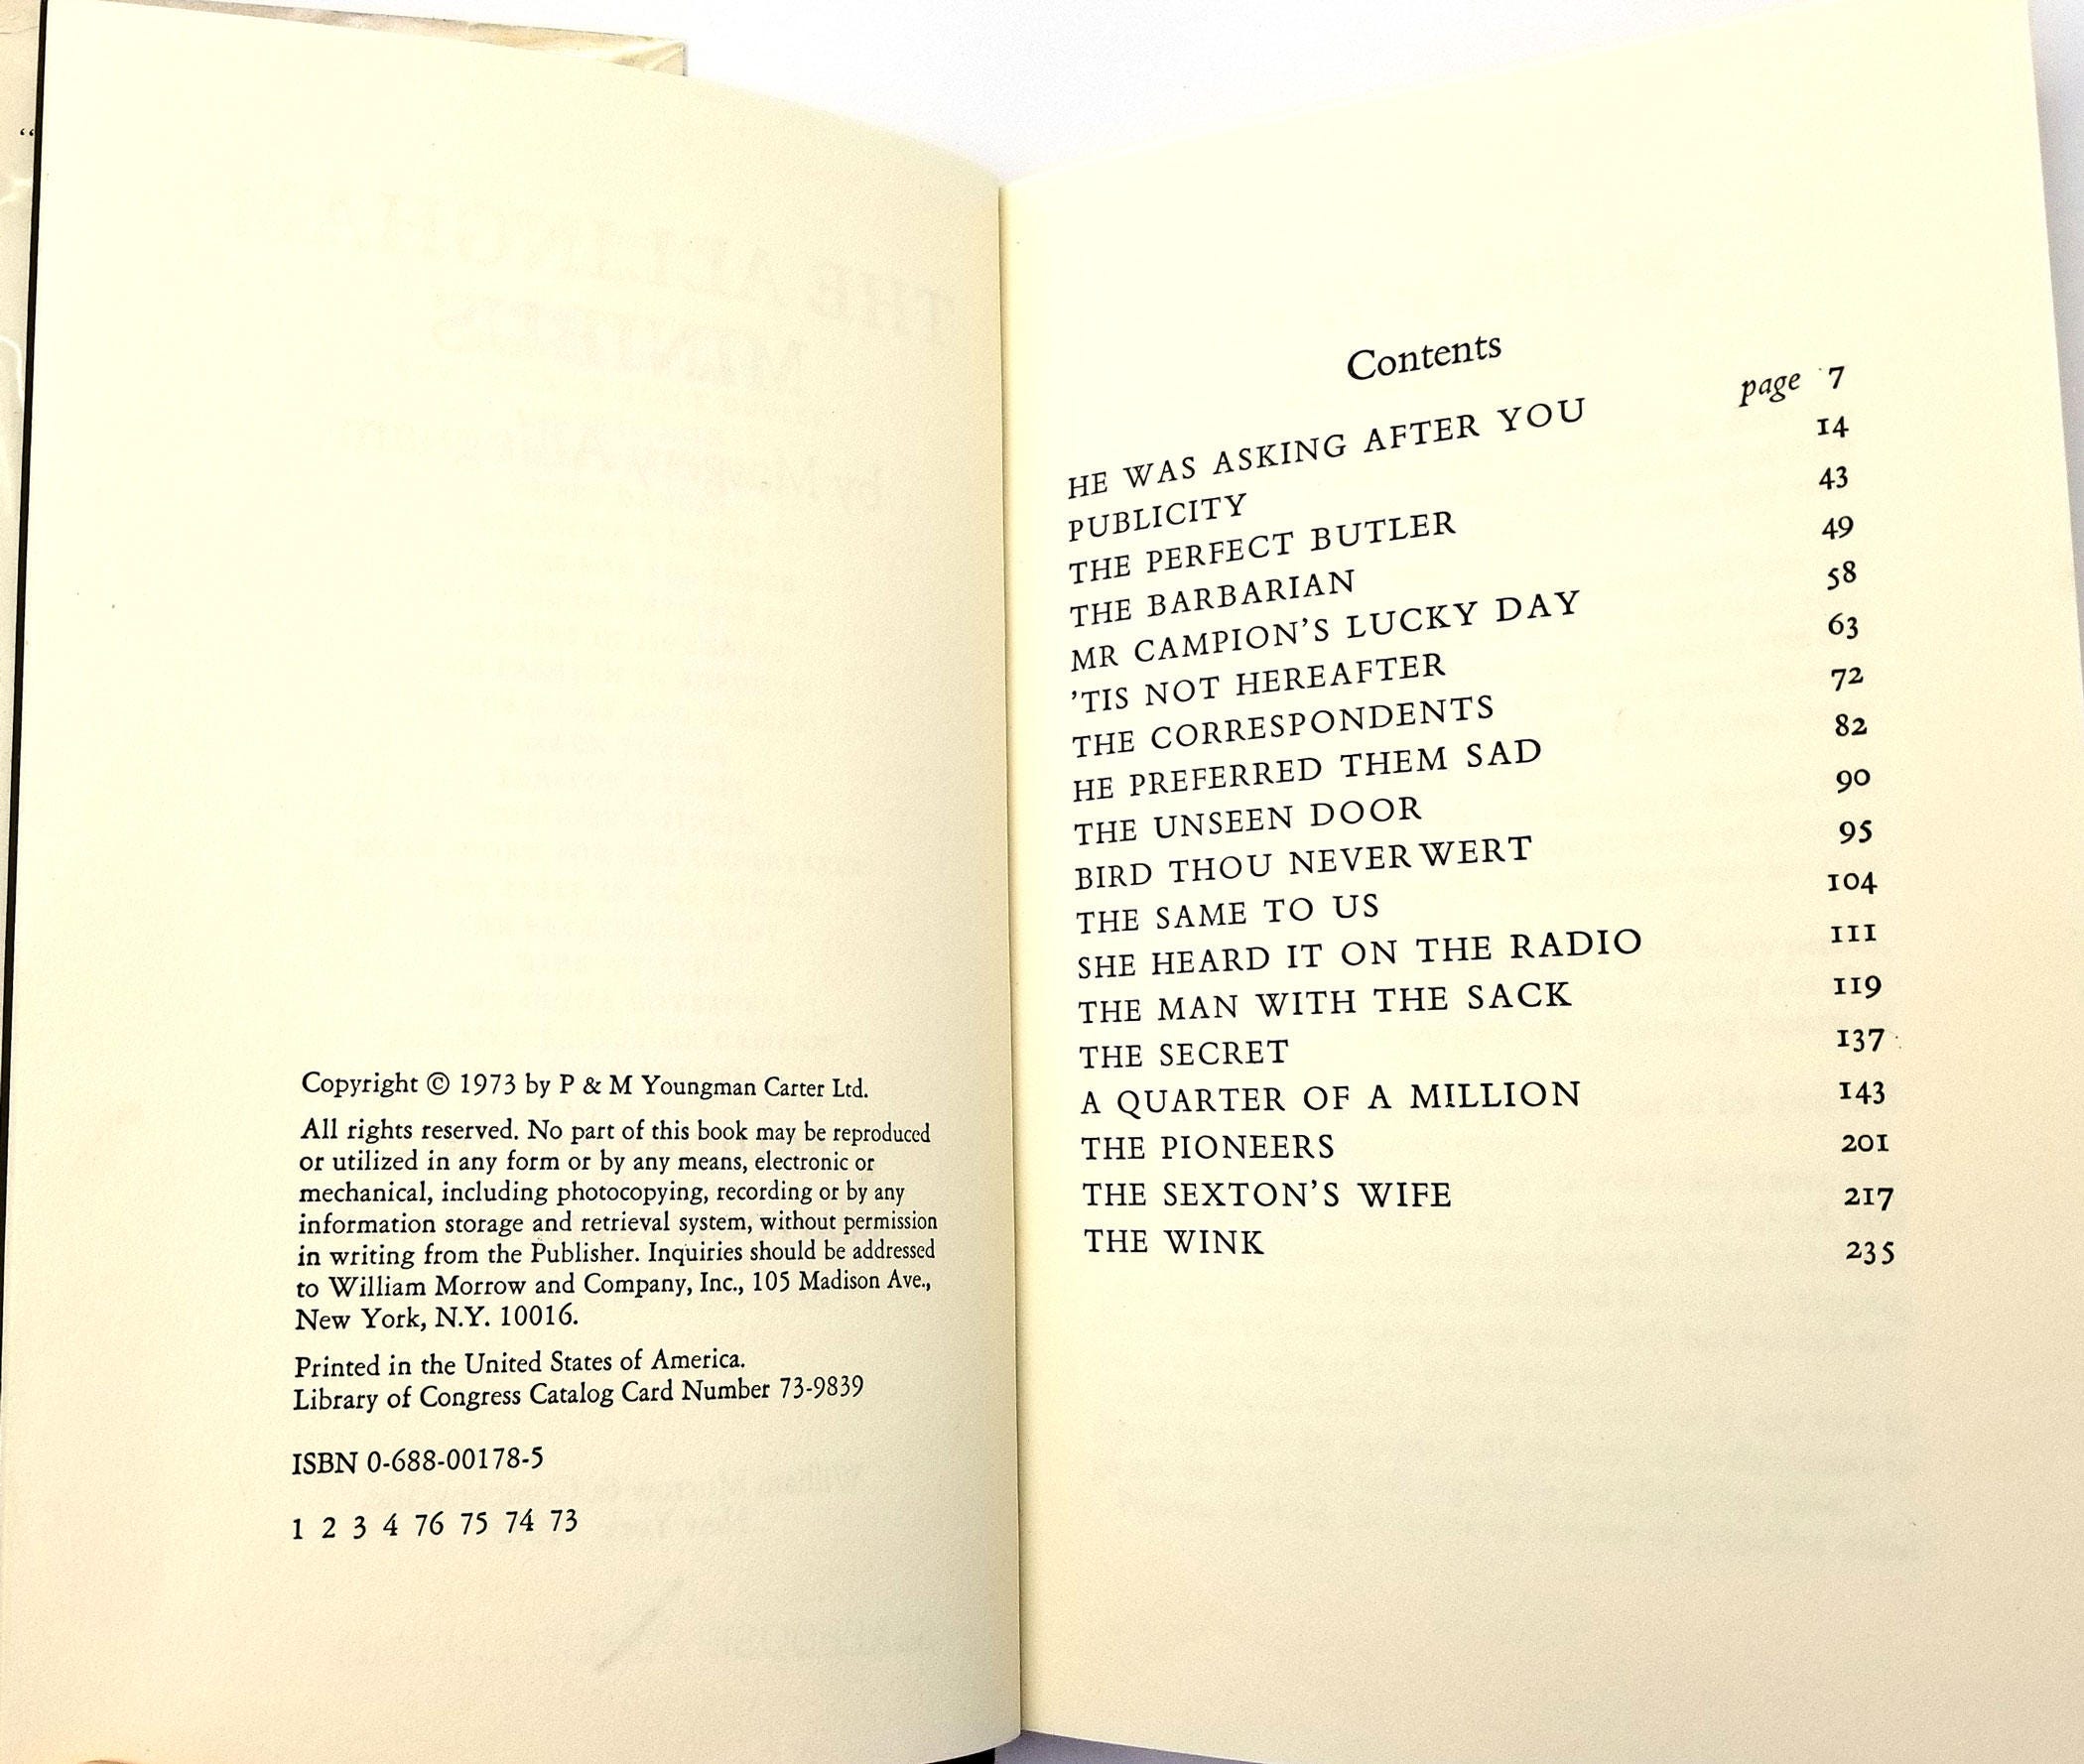 “
Copyright © 1973 by P & M Youngman Carter Ltd.
All rights reserved. No part of this book may be reproduced
or utilized in any form or by any means, electronic or
mechanical, including photocopying, recording or by any
information storage and retrieval system, without permission
in writing from the Publisher. Inquiries should be addressed
to William Morrow and Company, Inc., 105 Madison Ave.,
New York, N.Y. 10016.
Printed in the United States of America.
Library of Congress Catalog Card Number 73-9839
ISBN 0-688-00178-5
1 2 3 4 76 75 74 73
Contents
HE WAS ASKING AFTER YOU page 7
PUBLICITY 14
THE PERFECT BUTLER 43
THE BARBARIAN 49
MR CAMPION’S LUCKY DAY 58
’TIS NOT HEREAFTER 63
THE CORRESPONDENTS 72
HE PREFERRED THEM SAD 82
THE UNSEEN DOOR 90
BIRD THOU NEVER WERT 95
THE SAME TO US 104
SHE HEARD IT ON THE RADIO 111
THE MAN WITH THE SACK 119
THE SECRET 137
A QUARTER OF A MILLION 143
THE PIONEERS 201
THE SEXTON’S WIFE 217
THE WINK 235